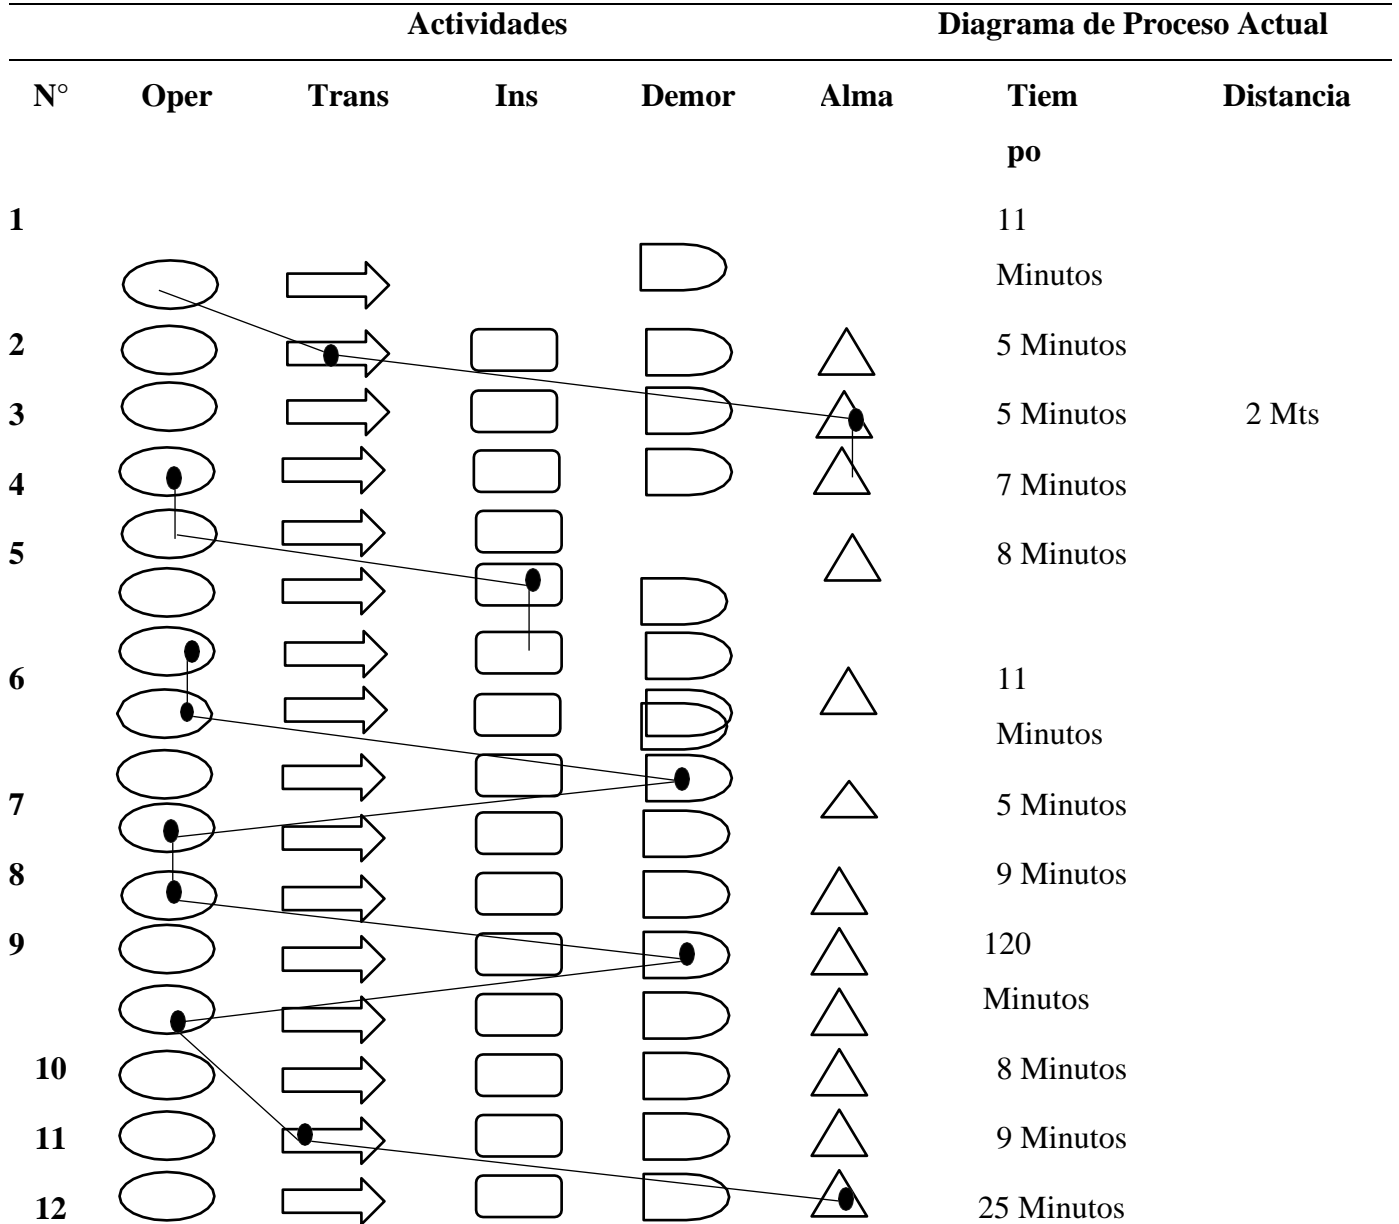 Actividades Diagrama de Proceso Actual
N° Oper Trans Ins Demor Alma Tiem Distancia
po
1 11
Minutos
2 5 Minutos
3 5 Minutos 2 Mts
4 7 Minutos
5 8 Minutos
6 11
Minutos
7 5 Minutos
8 9 Minutos
9 120
Minutos
10 8 Minutos
11 9 Minutos
12 25 Minutos